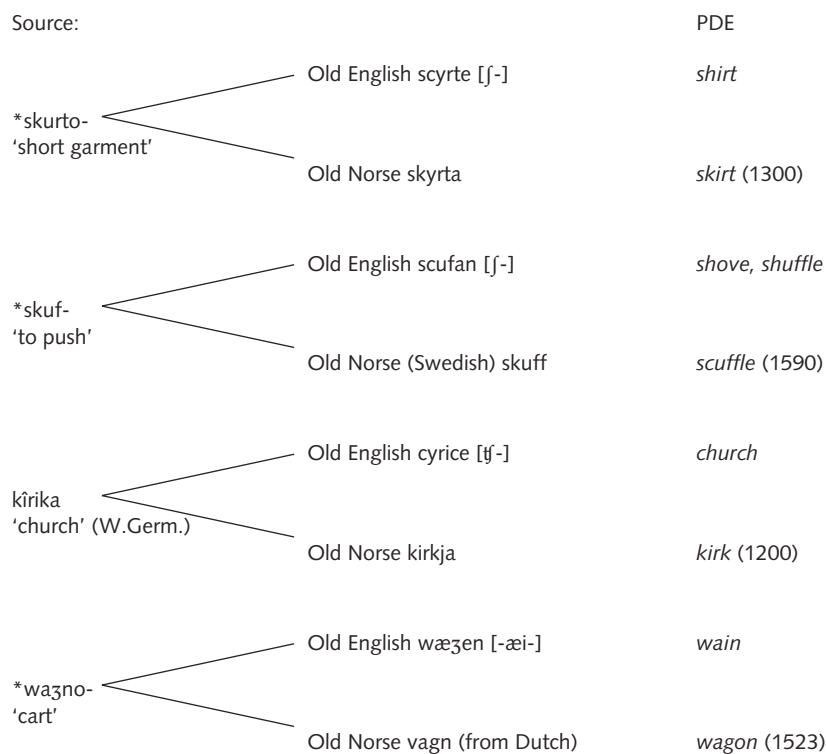 Source: PDE
Old English scyrte [ʃ-] shirt
*skurto-
'short garment'
Old Norse skyrta skirt (1300)
Old English scufan [ʃ-] shove, shuffle
*skuf-
'to push'
Old Norse (Swedish) skuff scuffle (1590)
Old English cyrice [ʧ-] church
kîrika
'church' (W.Germ.)
Old Norse kirkja kirk (1200)
Old English wæʒen [-æi-] wain
*waʒno-
'cart'
Old Norse vagn (from Dutch) wagon (1523)